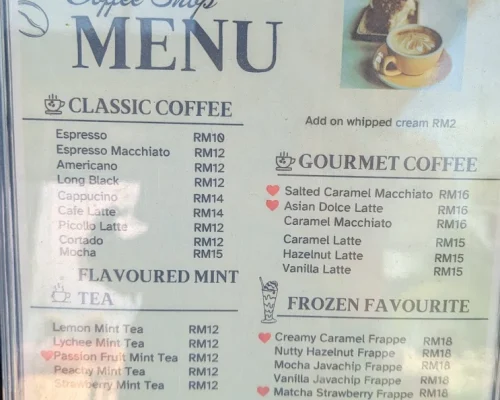 Coffee Shop
MENU
CLASSIC COFFEE
Espresso RM10
Espresso Macchiato RM12
Americano RM12
Long Black RM12
Cappucino RM14
Cafe Latte RM14
Picollo Latte RM12
Cortado RM12
Mocha RM15
FLAVOURED MINT
TEA
Lemon Mint Tea RM12
Lychee Mint Tea RM12
Passion Fruit Mint Tea RM12
Peachy Mint Tea RM12
Strawberry Mint Tea RM12
Add on whipped cream RM2
GOURMET COFFEE
Salted Caramel Macchiato RM16
Asian Dolce Latte RM16
Caramel Macchiato RM16
Caramel Latte RM15
Hazelnut Latte RM15
Vanilla Latte RM15
FROZEN FAVOURITE
Creamy Caramel Frappe RM18
Nutty Hazelnut Frappe RM18
Mocha Javachip Frappe RM18
Vanilla Javachip Frappe RM18
Matcha Strawberry Frappe RM18